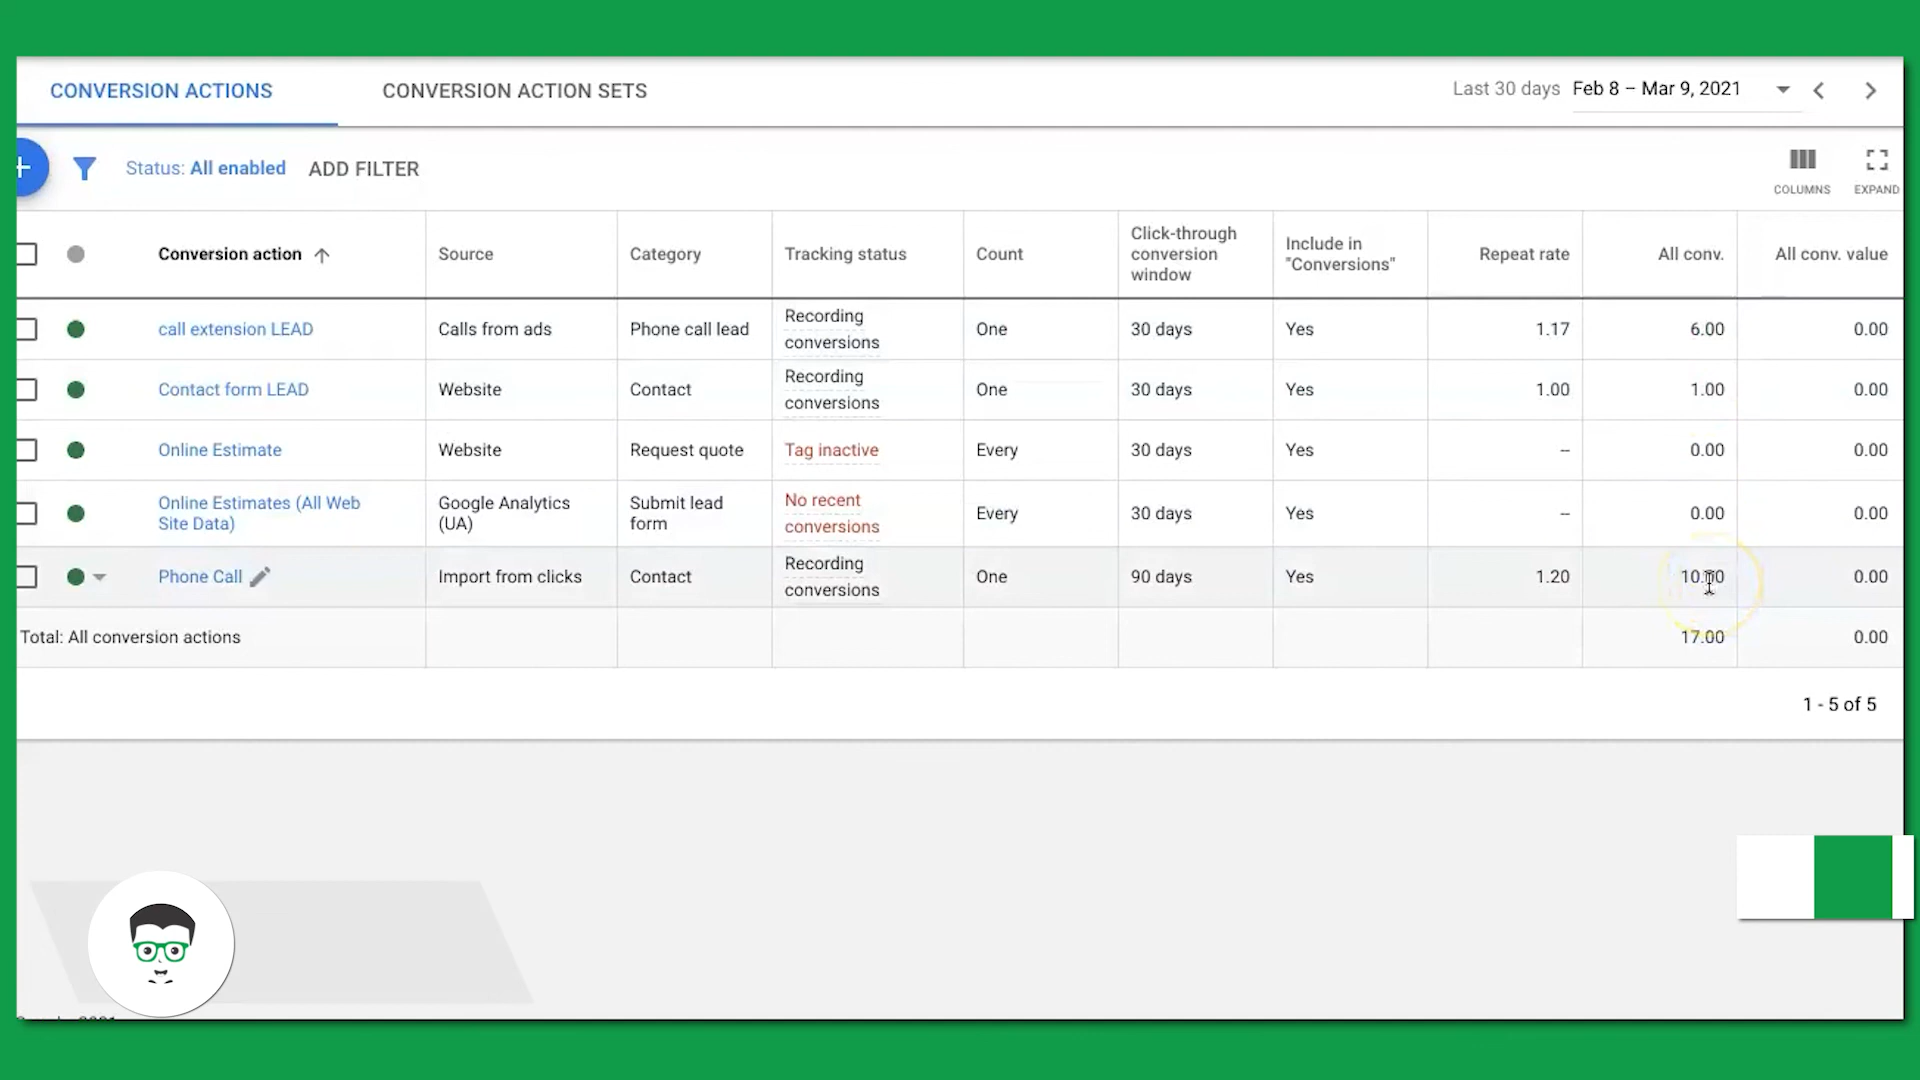 CONVERSION ACTIONS CONVERSION ACTION SETS Last 30 days Feb 8 – Mar 9, 2021
Status: All enabled ADD FILTER COLUMNS EXPAND
Conversion action Source Category Tracking status Count Click-through conversion window Include in "Conversions" Repeat rate All conv. All conv. value
call extension LEAD Calls from ads Phone call lead Recording conversions One 30 days Yes 1.17 6.00 0.00
Contact form LEAD Website Contact Recording conversions One 30 days Yes 1.00 1.00 0.00
Online Estimate Website Request quote Tag inactive Every 30 days Yes – 0.00 0.00
Online Estimates (All Web Site Data) Google Analytics (UA) Submit lead form No recent conversions Every 30 days Yes – 0.00 0.00
Phone Call Import from clicks Contact Recording conversions One 90 days Yes 1.20 10.00 0.00
Total: All conversion actions 17.00 0.00
1 - 5 of 5